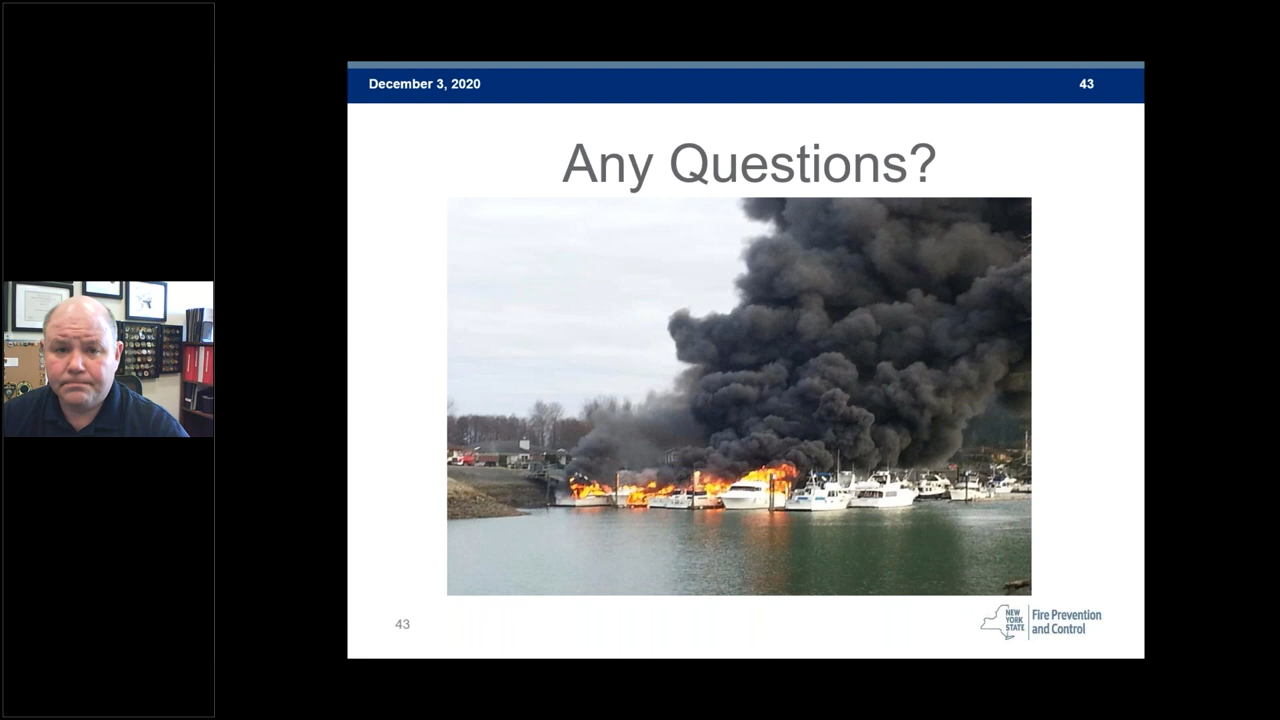 December 3, 2020
43
Any Questions?
43
NEW
YORK
STATE
Fire Prevention
and Control